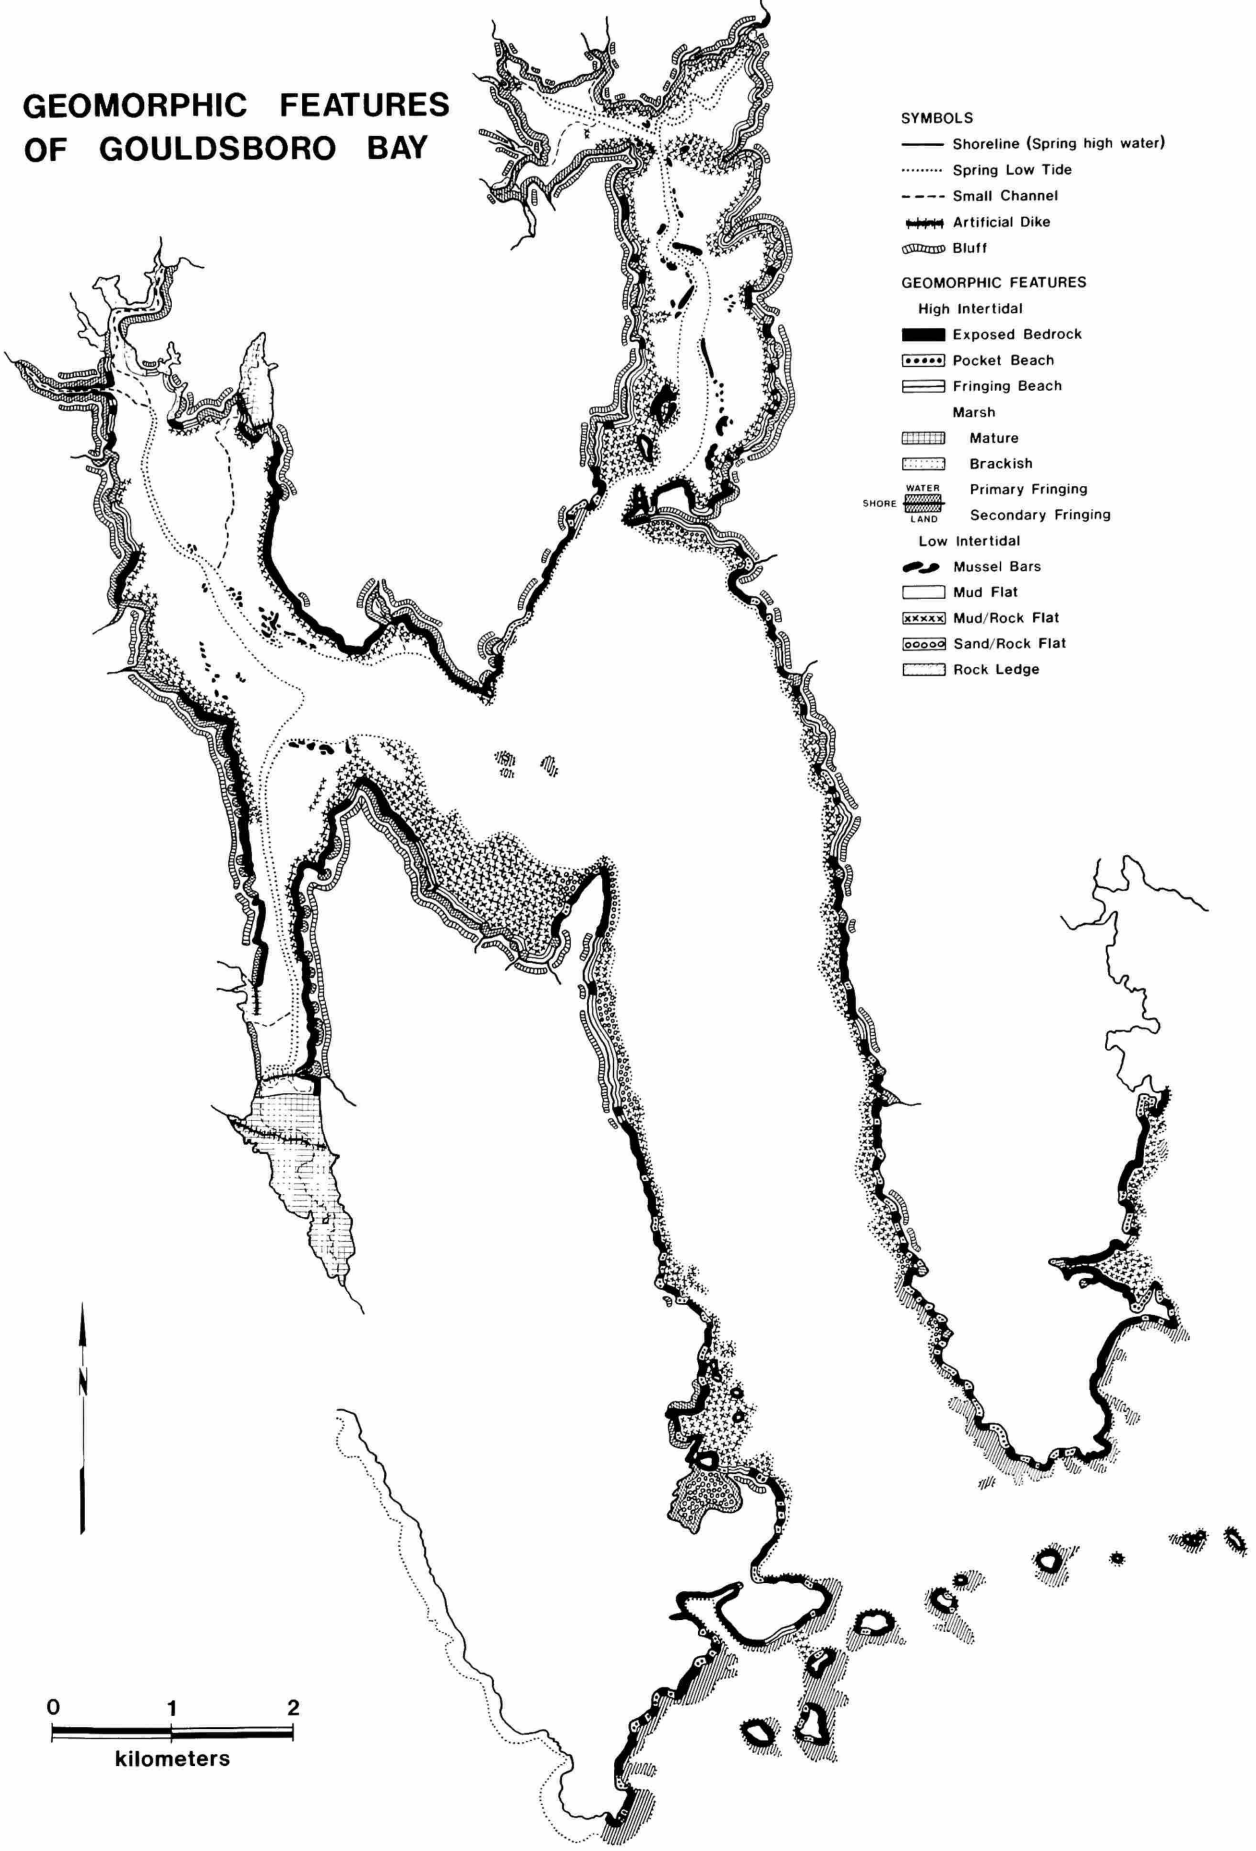 GEOMORPHIC FEATURES
OF GOULDSBORO BAY
SYMBOLS
Shoreline (Spring high water)
Spring Low Tide
Small Channel
Artificial Dike
Bluff
GEOMORPHIC FEATURES
High Intertidal
Exposed Bedrock
Pocket Beach
Fringing Beach
Marsh
Mature
Brackish
WATER
Primary Fringing
SHORE
LAND
Secondary Fringing
Low Intertidal
Mussel Bars
Mud Flat
Mud/Rock Flat
Sand/Rock Flat
Rock Ledge
N
0 1 2
kilometers